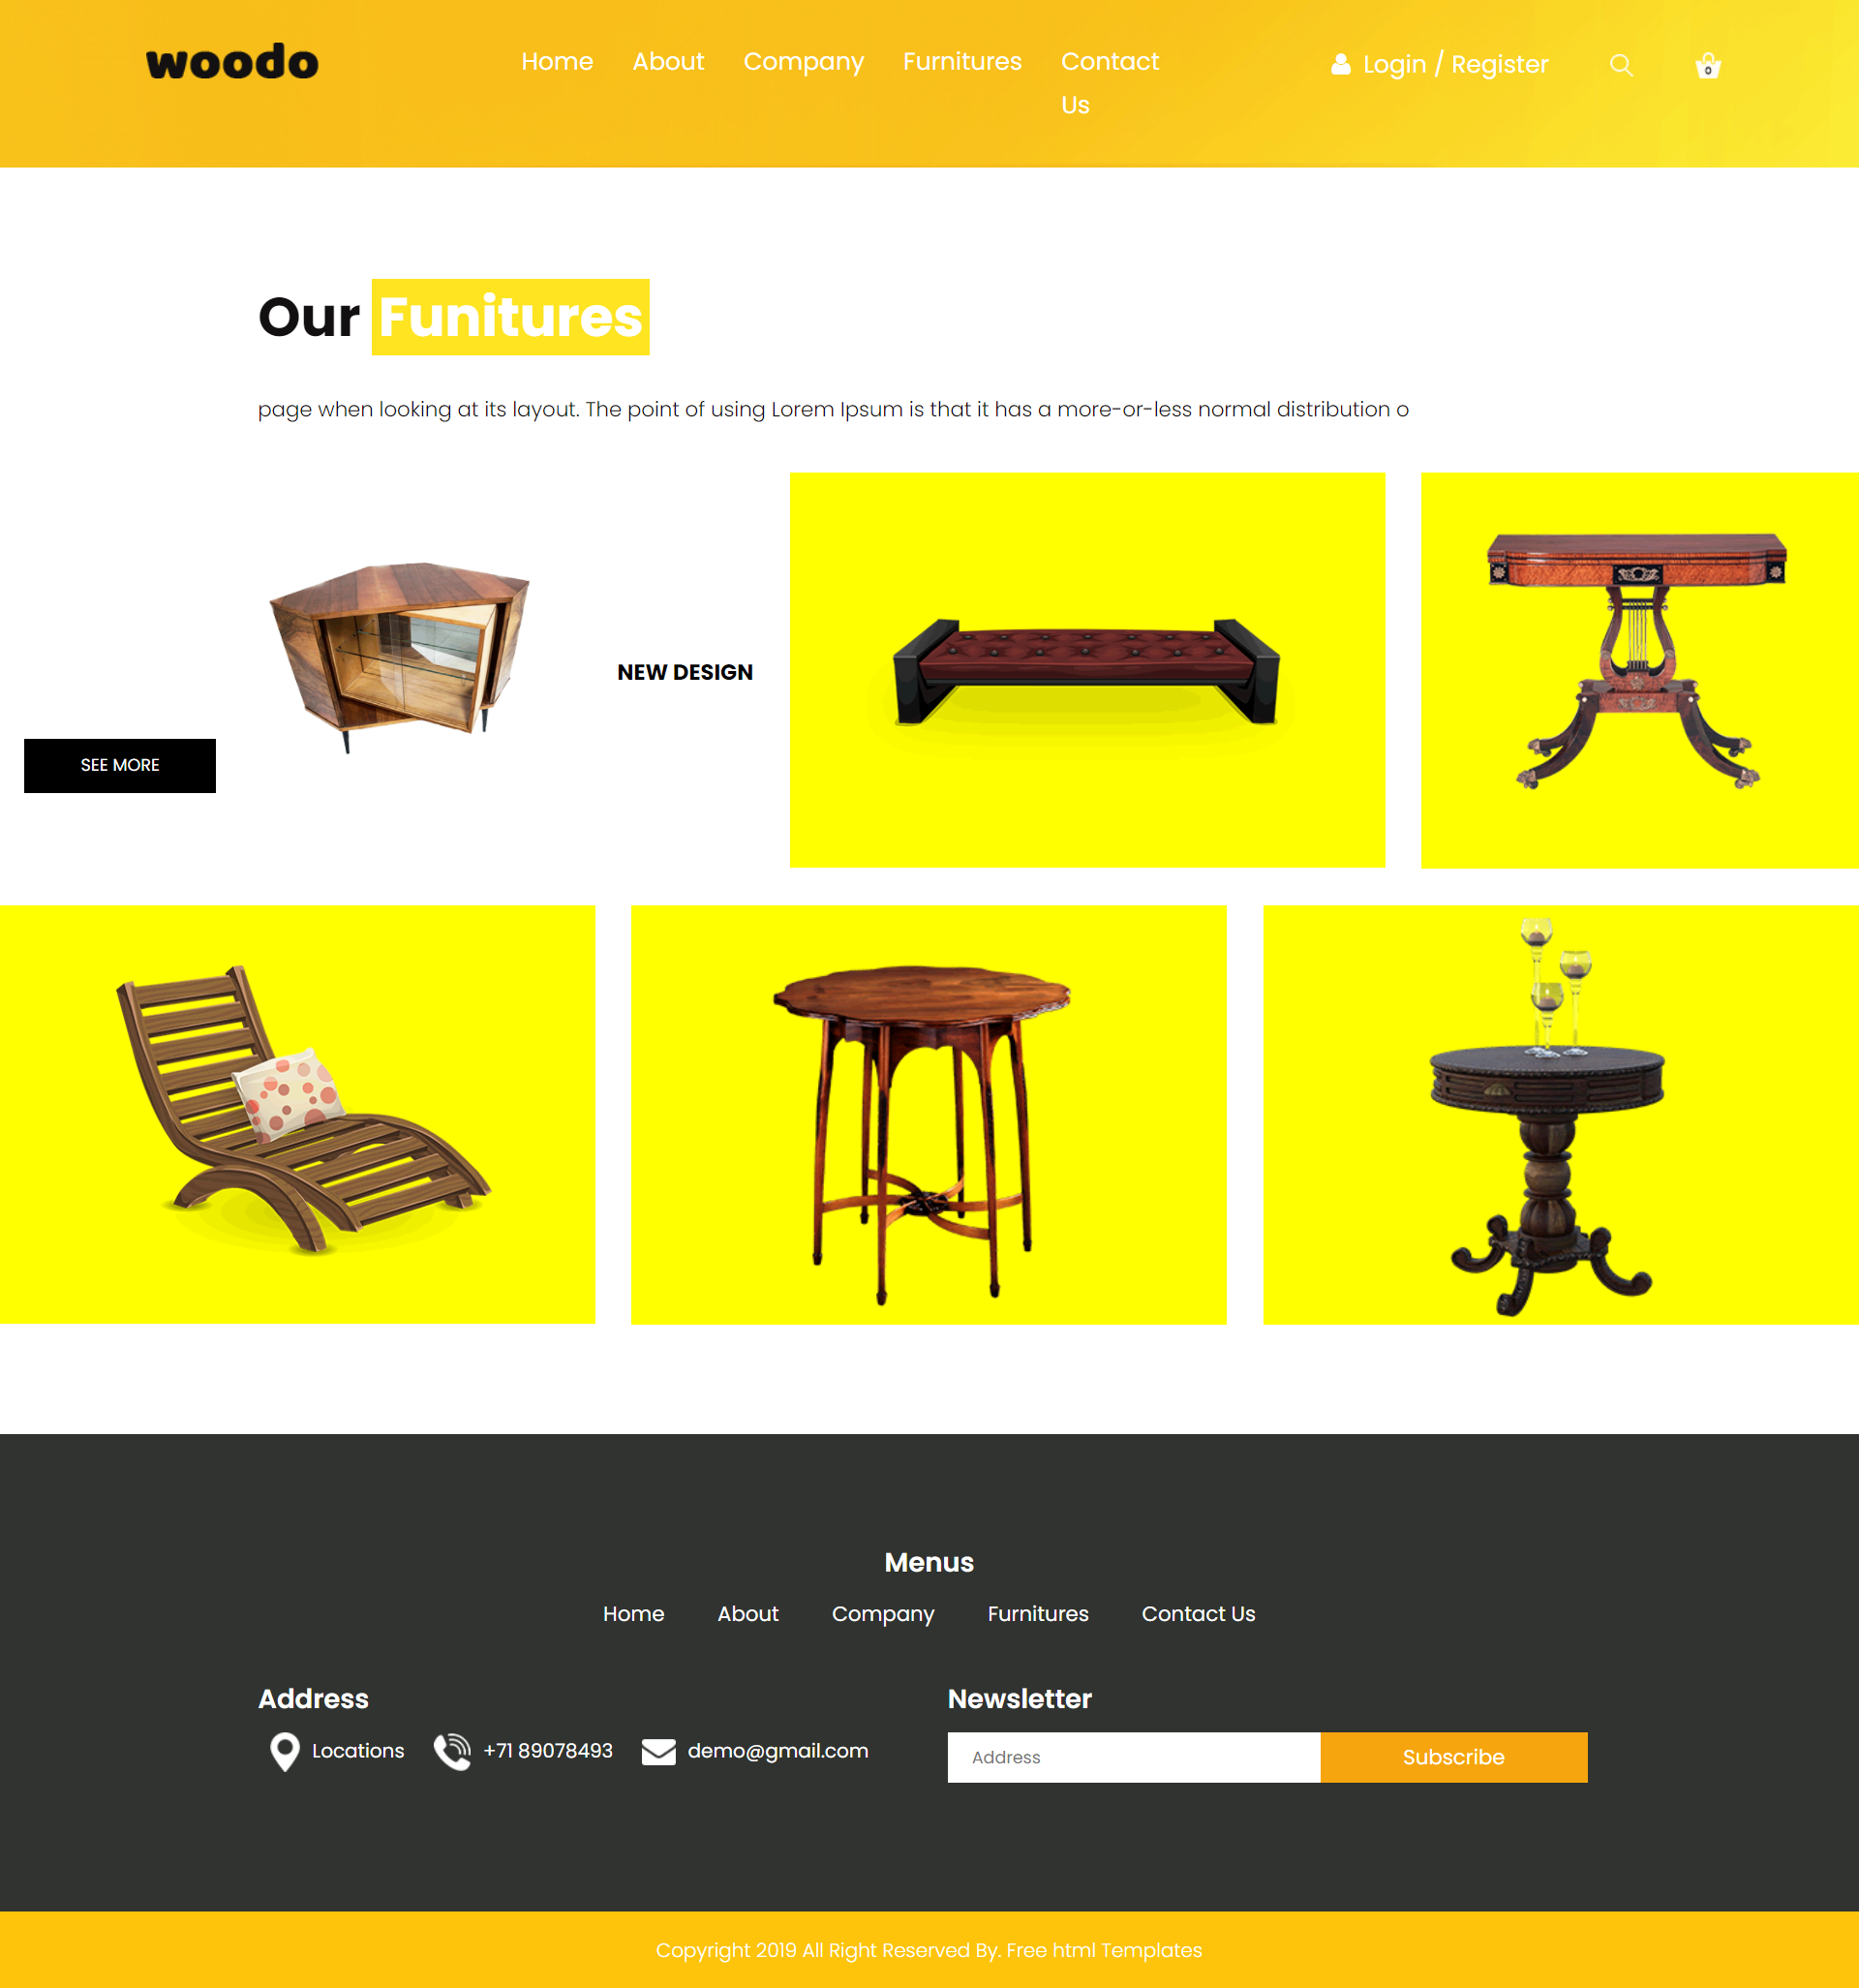 woodo
Home About Company Furnitures Contact Us
Login / Register
0
Our Funitures
page when looking at its layout. The point of using Lorem Ipsum is that it has a more-or-less normal distribution o
NEW DESIGN
SEE MORE
Menus
Home About Company Furnitures Contact Us
Address
Locations +71 89078493 demo@gmail.com
Newsletter
Address
Subscribe
Copyright 2019 All Right Reserved By. Free html Templates